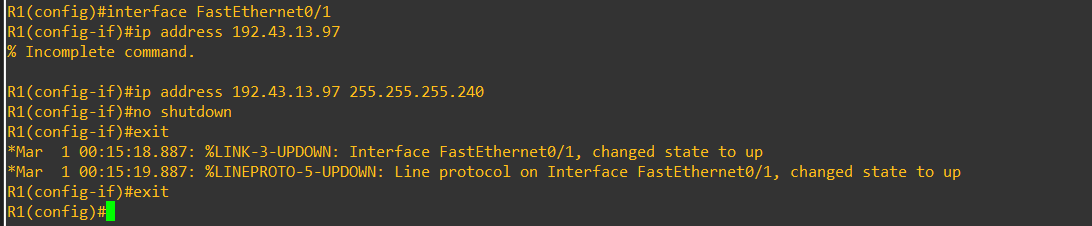 R1(config)#interface FastEthernet0/1
R1(config-if)#ip address 192.43.13.97
% Incomplete command.
R1(config-if)#ip address 192.43.13.97 255.255.255.240
R1(config-if)#no shutdown
R1(config-if)#exit
*Mar  1 00:15:18.887: %LINK-3-UPDOWN: Interface FastEthernet0/1, changed state to up
*Mar  1 00:15:19.887: %LINEPROTO-5-UPDOWN: Line protocol on Interface FastEthernet0/1, changed state to up
R1(config-if)#exit
R1(config)#